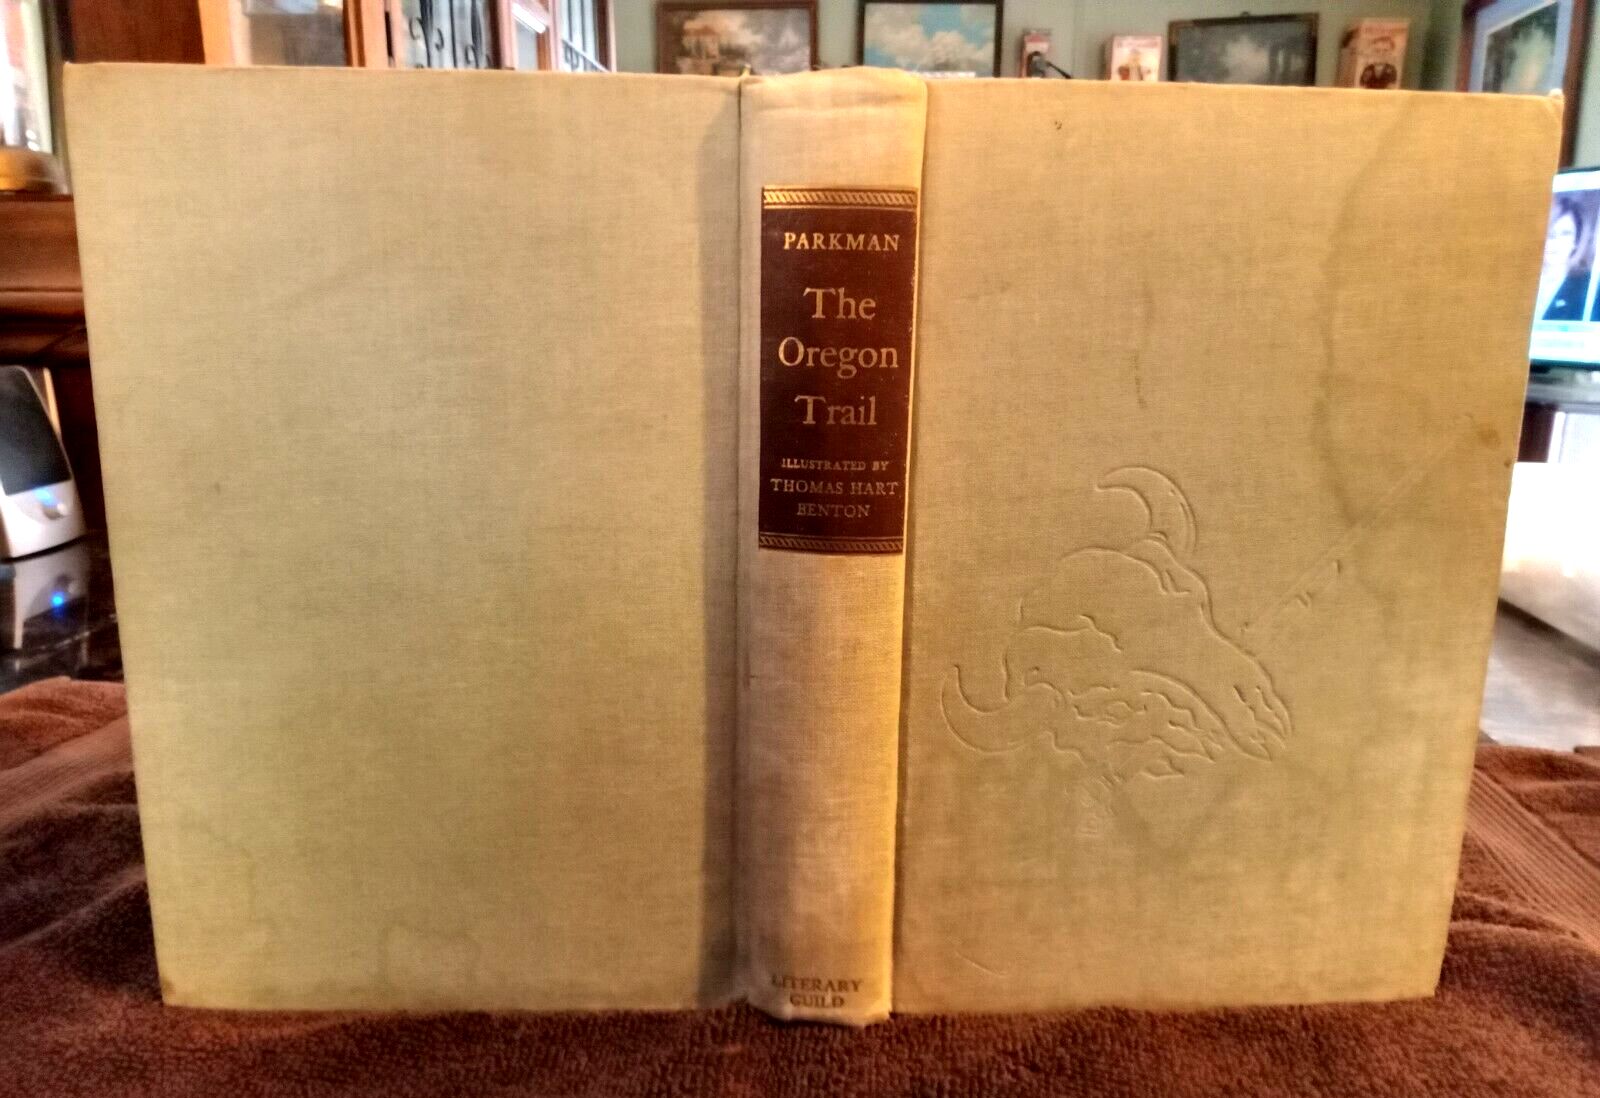 PARKMAN
The
Oregon
Trail
ILLUSTRATED BY
THOMAS HART
BENTON
LITERARY
GUILD